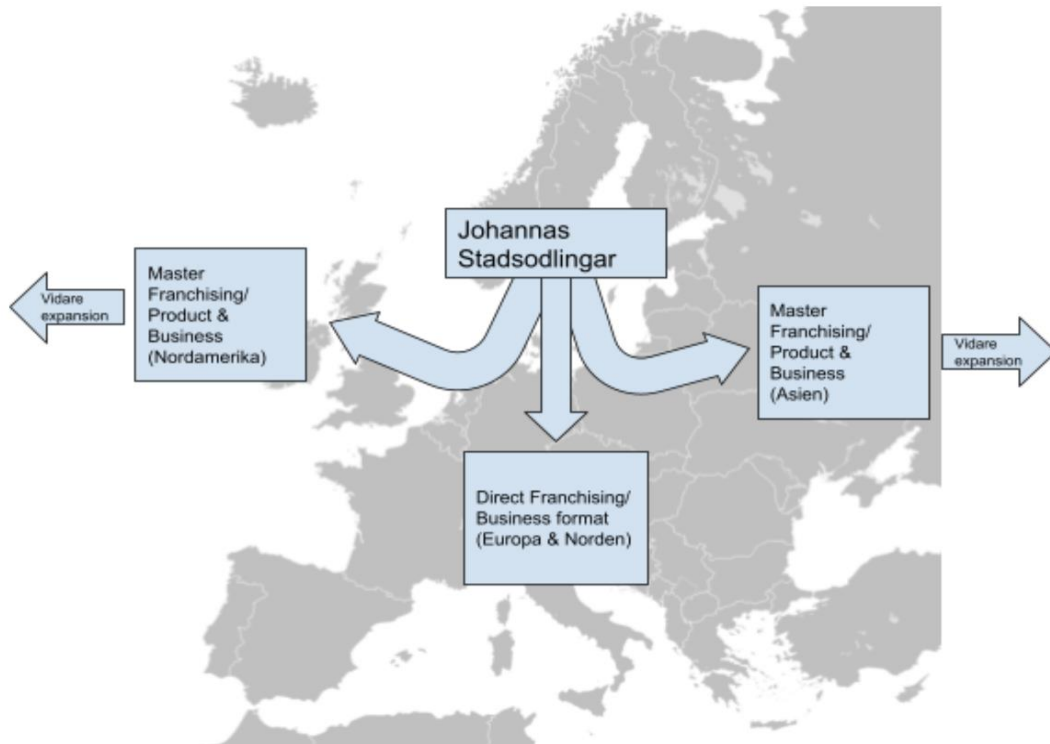 Johannas
Stadsodlingar
Vidare
expansion
Master
Franchising/
Product &
Business
(Nordamerika)
Master
Franchising/
Product &
Business
(Asien)
Vidare
expansion
Direct Franchising/
Business format
(Europa & Norden)